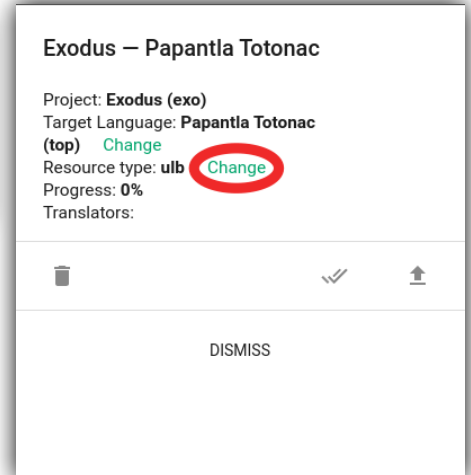 Exodus — Papantla Totonac
Project: Exodus (exo)
Target Language: Papantla Totonac
(top) Change
Resource type: ulb Change
Progress: 0%
Translators:
DISMISS